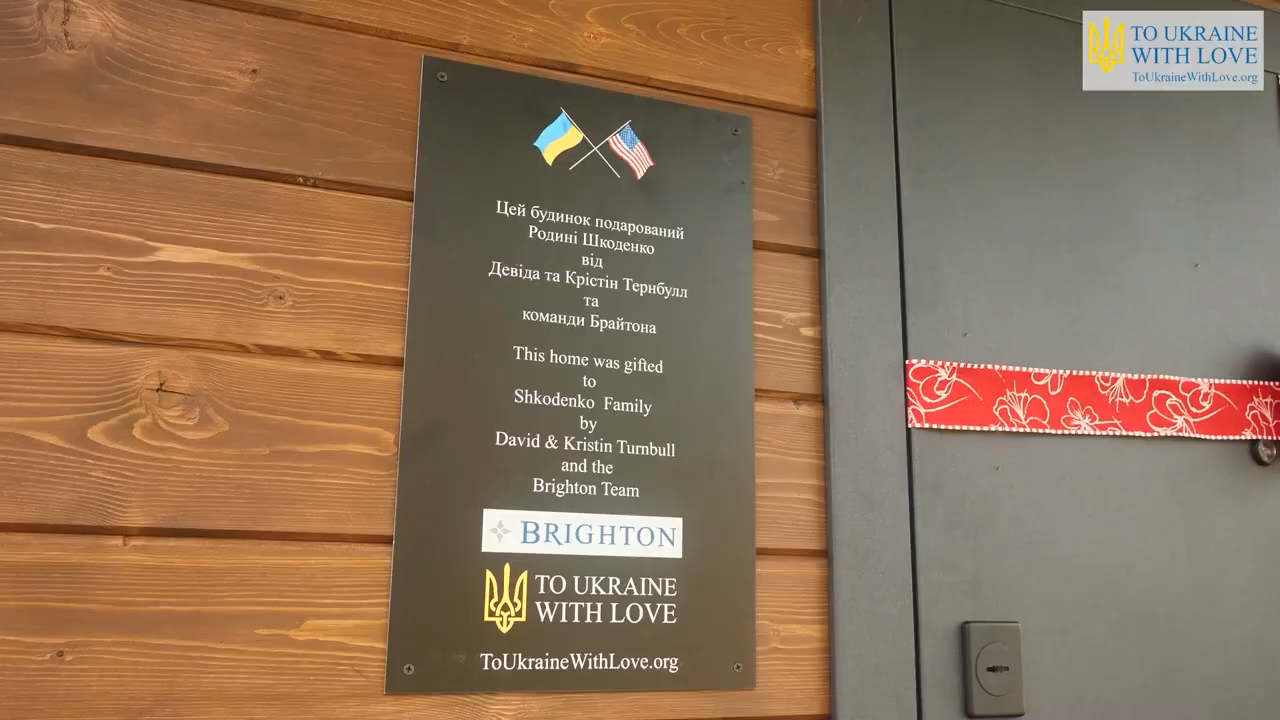 TO UKRAINE
WITH LOVE
ToUkraineWithLove.org
Цей будинок подарований
Родині Шкоденко
від
Девіда та Крістін Тернбулл
та
команди Брайтона
This home was gifted
to
Shkodenko Family
by
David & Kristin Turnbull
and the
Brighton Team
BRIGHTON
TO UKRAINE
WITH LOVE
ToUkraineWithLove.org